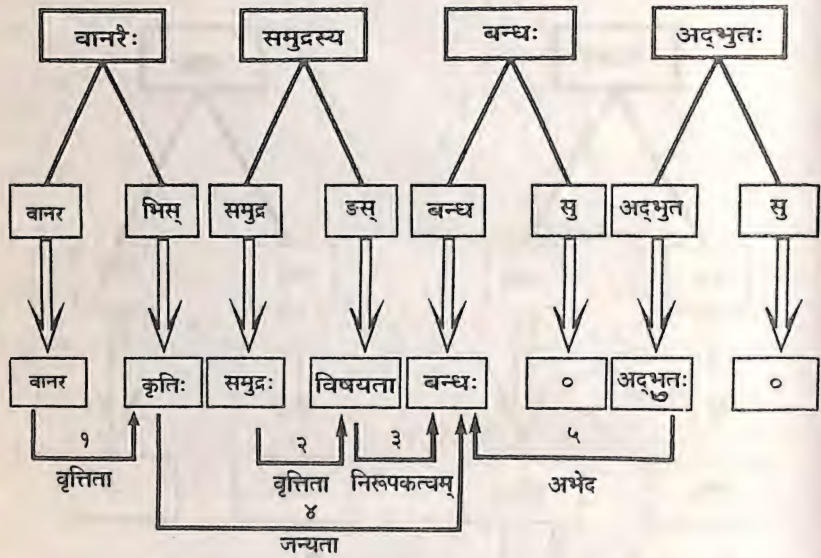 वानरैः समुद्रस्य बन्धः अद्‌भुतः
वानर भिस् समुद्र ङस् बन्ध सु अद्‌भुत सु
वानर कृतिः समुद्रः विषयता बन्धः ० अद्‌भुतः ०
१ २ ३ ५
वृत्तिता वृत्तिता निरूपकत्वम् अभेद
४
जन्यता